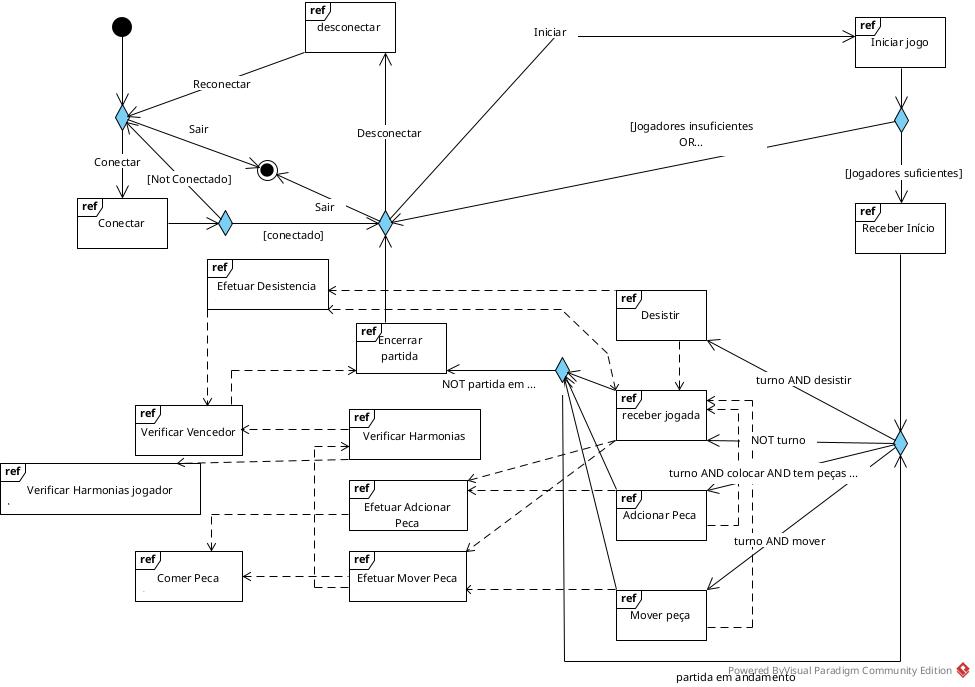 ref
desconectar
Iniciar
ref
Iniciar jogo
Reconectar
Sair
Desconectar
[Jogadores insuficientes
OR...
Conectar
[Not Conectado]
[Jogadores suficientes]
ref
Conectar
Sair
ref
Receber Início
[conectado]
ref
Efetuar Desistencia
ref
Desistir
ref
Encerrar
partida
NOT partida em ...
turno AND desistir
ref
receber jogada
ref
Verificar Vencedor
ref
Verificar Harmonias
NOT turno
ref
Verificar Harmonias jogador
turno AND colocar AND tem peças ...
ref
Efetuar Adcionar
Peca
ref
Adcionar Peca
turno AND mover
ref
Comer Peca
ref
Efetuar Mover Peca
ref
Mover peça
Powered ByVisual Paradigm Community Edition
partida em andamento